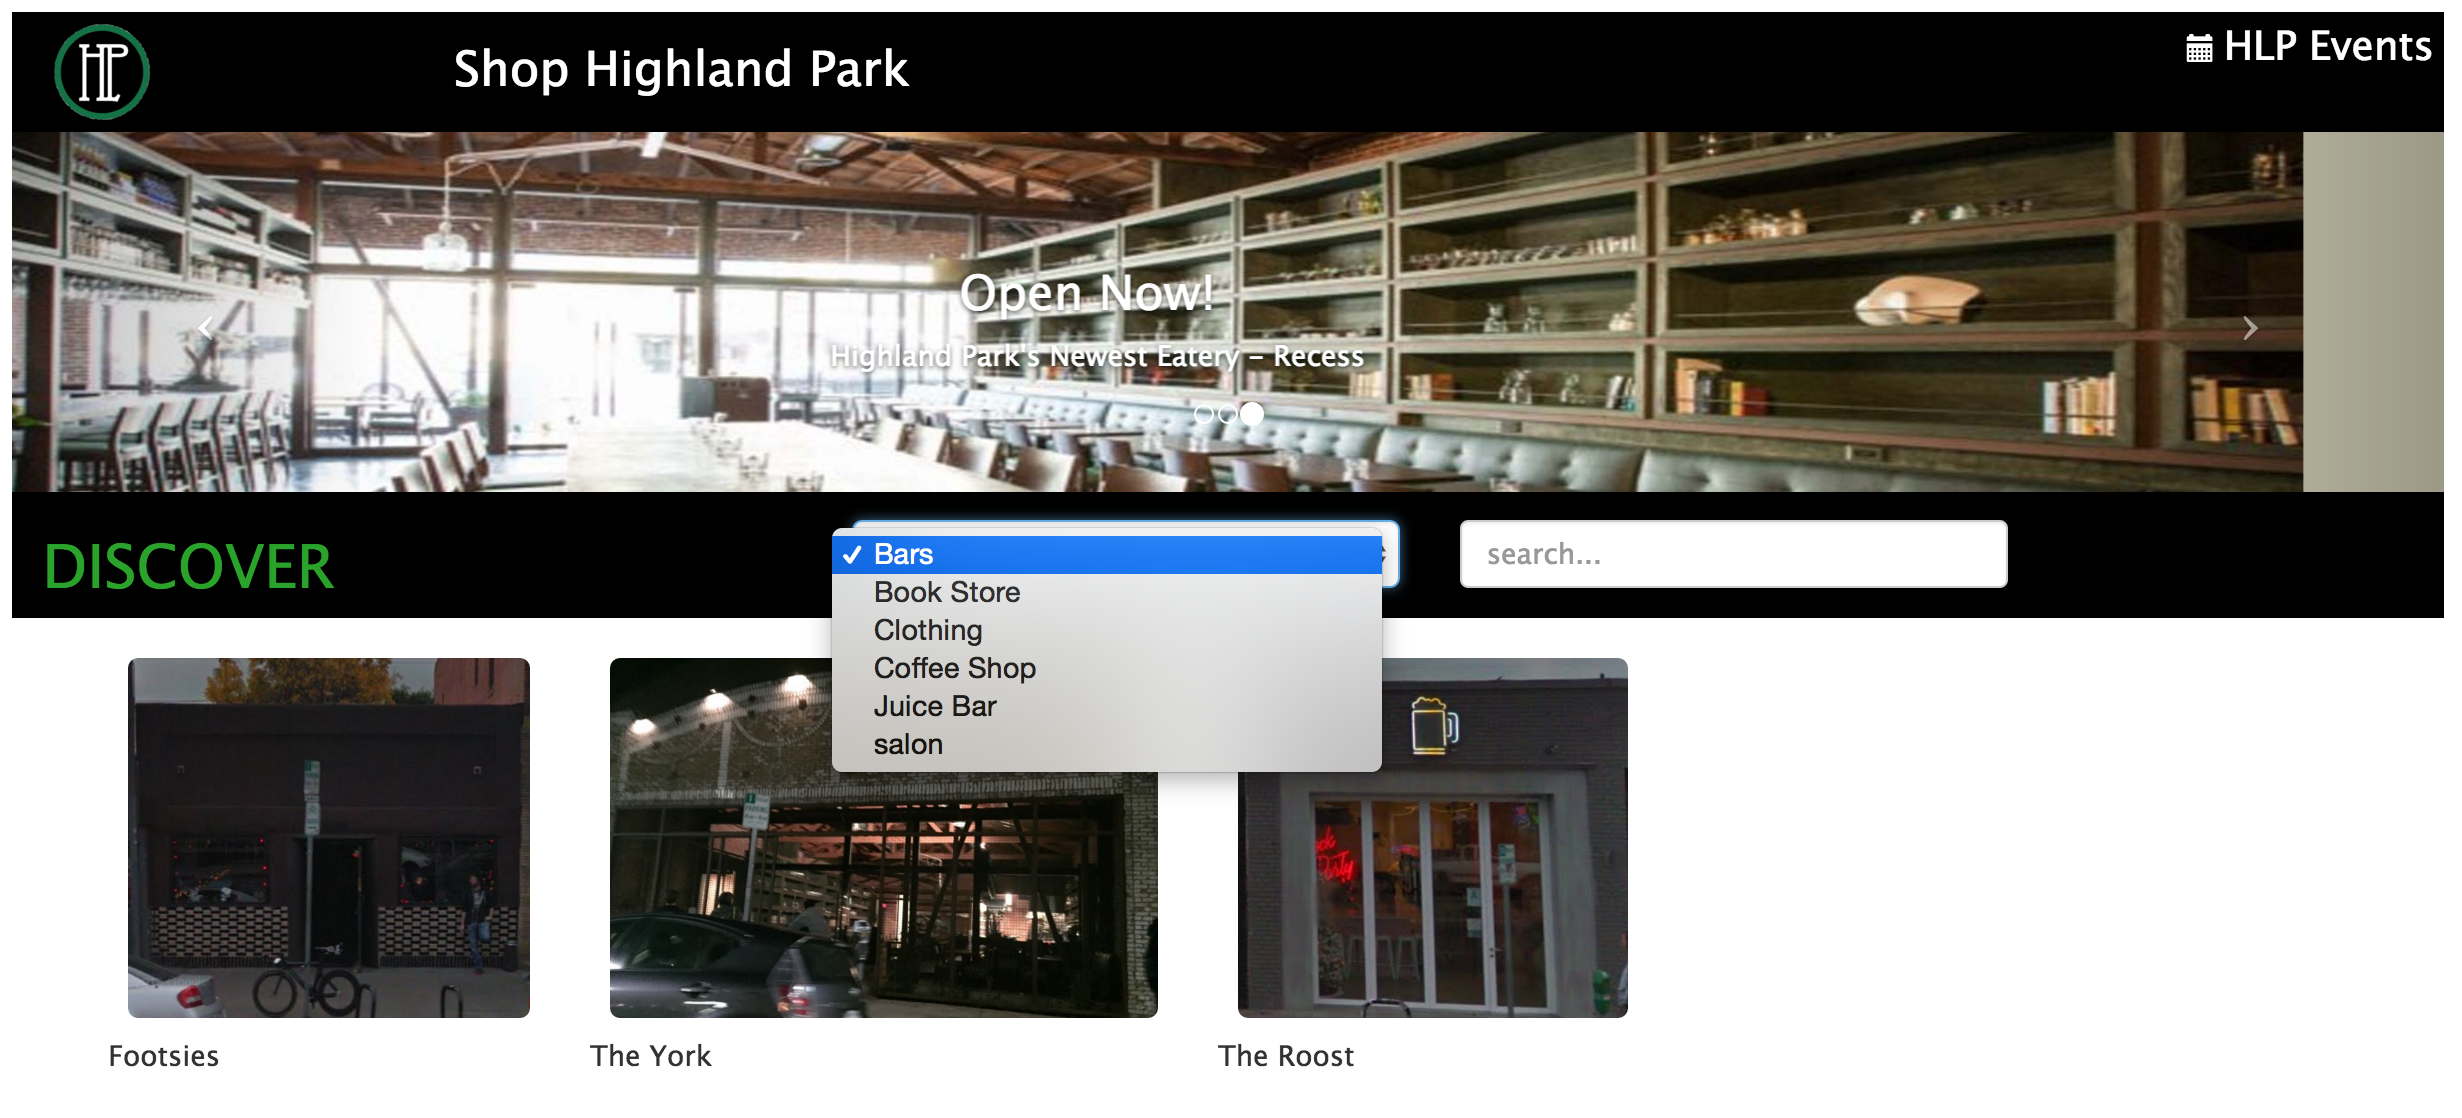 HP
Shop Highland Park
HLP Events
Open Now!
Highland Park's Newest Eatery - Recess
DISCOVER
✓ Bars
Book Store
Clothing
Coffee Shop
Juice Bar
salon
search...
Footsies
The York
The Roost